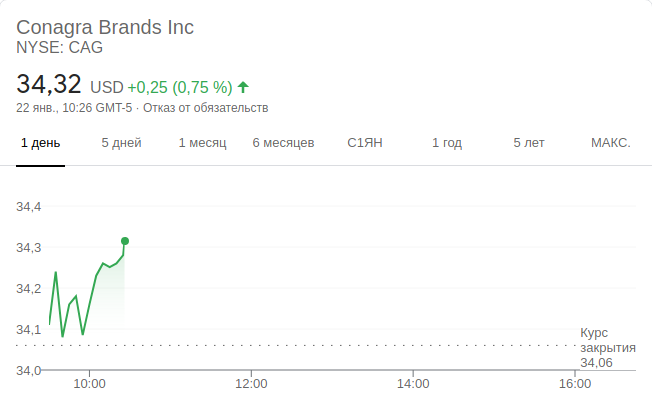 Conagra Brands Inc
NYSE: CAG
34,32 USD +0,25 (0,75 %)
22 янв., 10:26 GMT-5 · Отказ от обязательств
1 день 5 дней 1 месяц 6 месяцев С1ЯН 1 год 5 лет МАКС.
34,4
34,3
34,2
34,1
34,0
Курс
закрытия
34,06
10:00 12:00 14:00 16:00